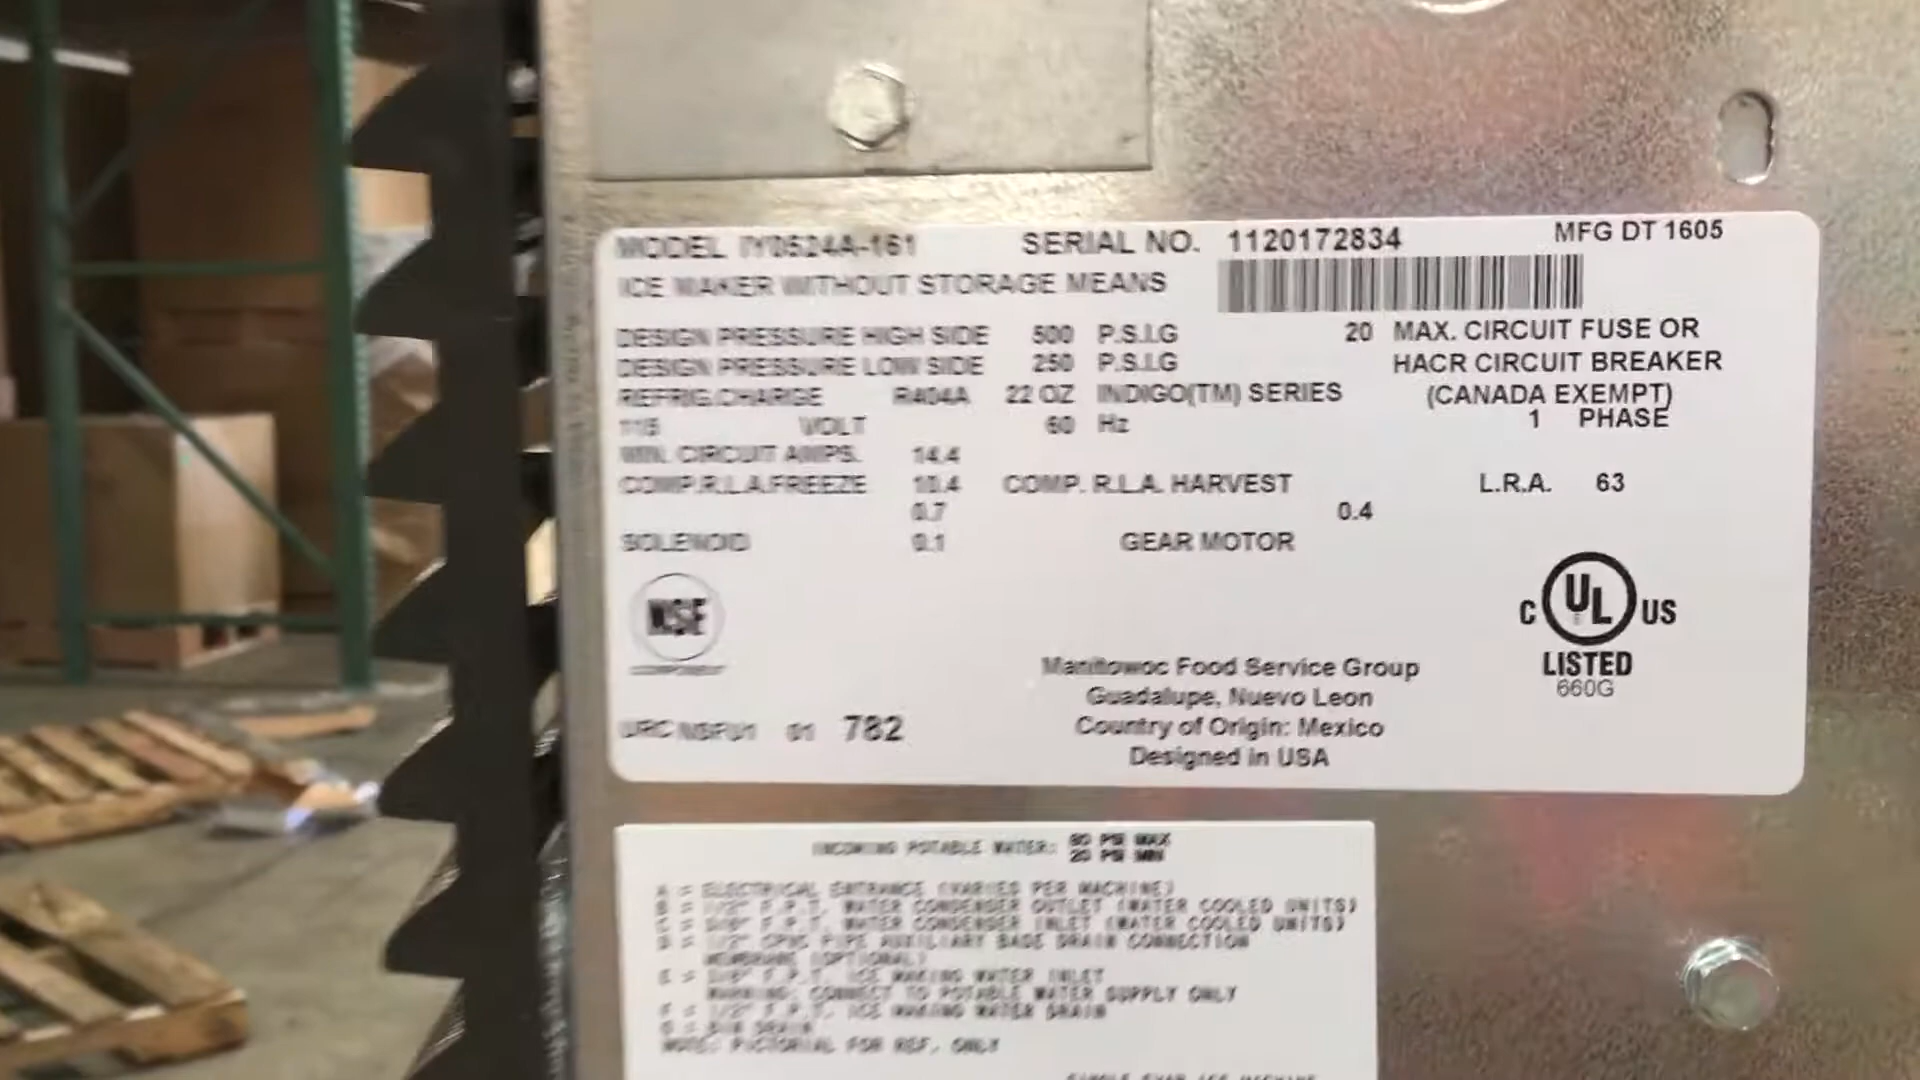 MODEL IY0524A-161 SERIAL NO. 1120172834 MFG DT 1605
ICE MAKER WITHOUT STORAGE MEANS
DESIGN PRESSURE HIGH SIDE 500 P.S.I.G 20 MAX. CIRCUIT FUSE OR
DESIGN PRESSURE LOW SIDE 250 P.S.I.G HACR CIRCUIT BREAKER
REFRIG.CHARGE R404A 22 OZ INDIGO(TM) SERIES (CANADA EXEMPT)
115 VOLT 60 Hz 1 PHASE
MIN. CIRCUIT AMPS. 14.4
COMP.R.L.A.FREEZE 10.4 COMP. R.L.A. HARVEST L.R.A. 63
0.7 0.4
SOLENOID 0.1 GEAR MOTOR
NSF
COMPONENT
C UL US
LISTED
660G
Manitowoc Food Service Group
Guadalupe, Nuevo Leon
Country of Origin: Mexico
Designed in USA
URC NSFU1 01 782
INCOMING POTABLE WATER: 80 PSI MAX
20 PSI MIN
A = ELECTRICAL ENTRANCE (VARIES PER MACHINE)
B = 1/2" F.P.T. WATER CONDENSER OUTLET (WATER COOLED UNITS)
C = 3/8" F.P.T. WATER CONDENSER INLET (WATER COOLED UNITS)
D = 1/2" CPVC PIPE AUXILIARY BASE DRAIN CONNECTION
MEMBRANE (OPTIONAL)
E = 3/8" F.P.T. ICE MAKING WATER INLET
WARNING: CONNECT TO POTABLE WATER SUPPLY ONLY
F = 1/2" F.P.T. ICE MAKING WATER DRAIN
G = BIN DRAIN
NOTE: PICTORIAL FOR REF. ONLY